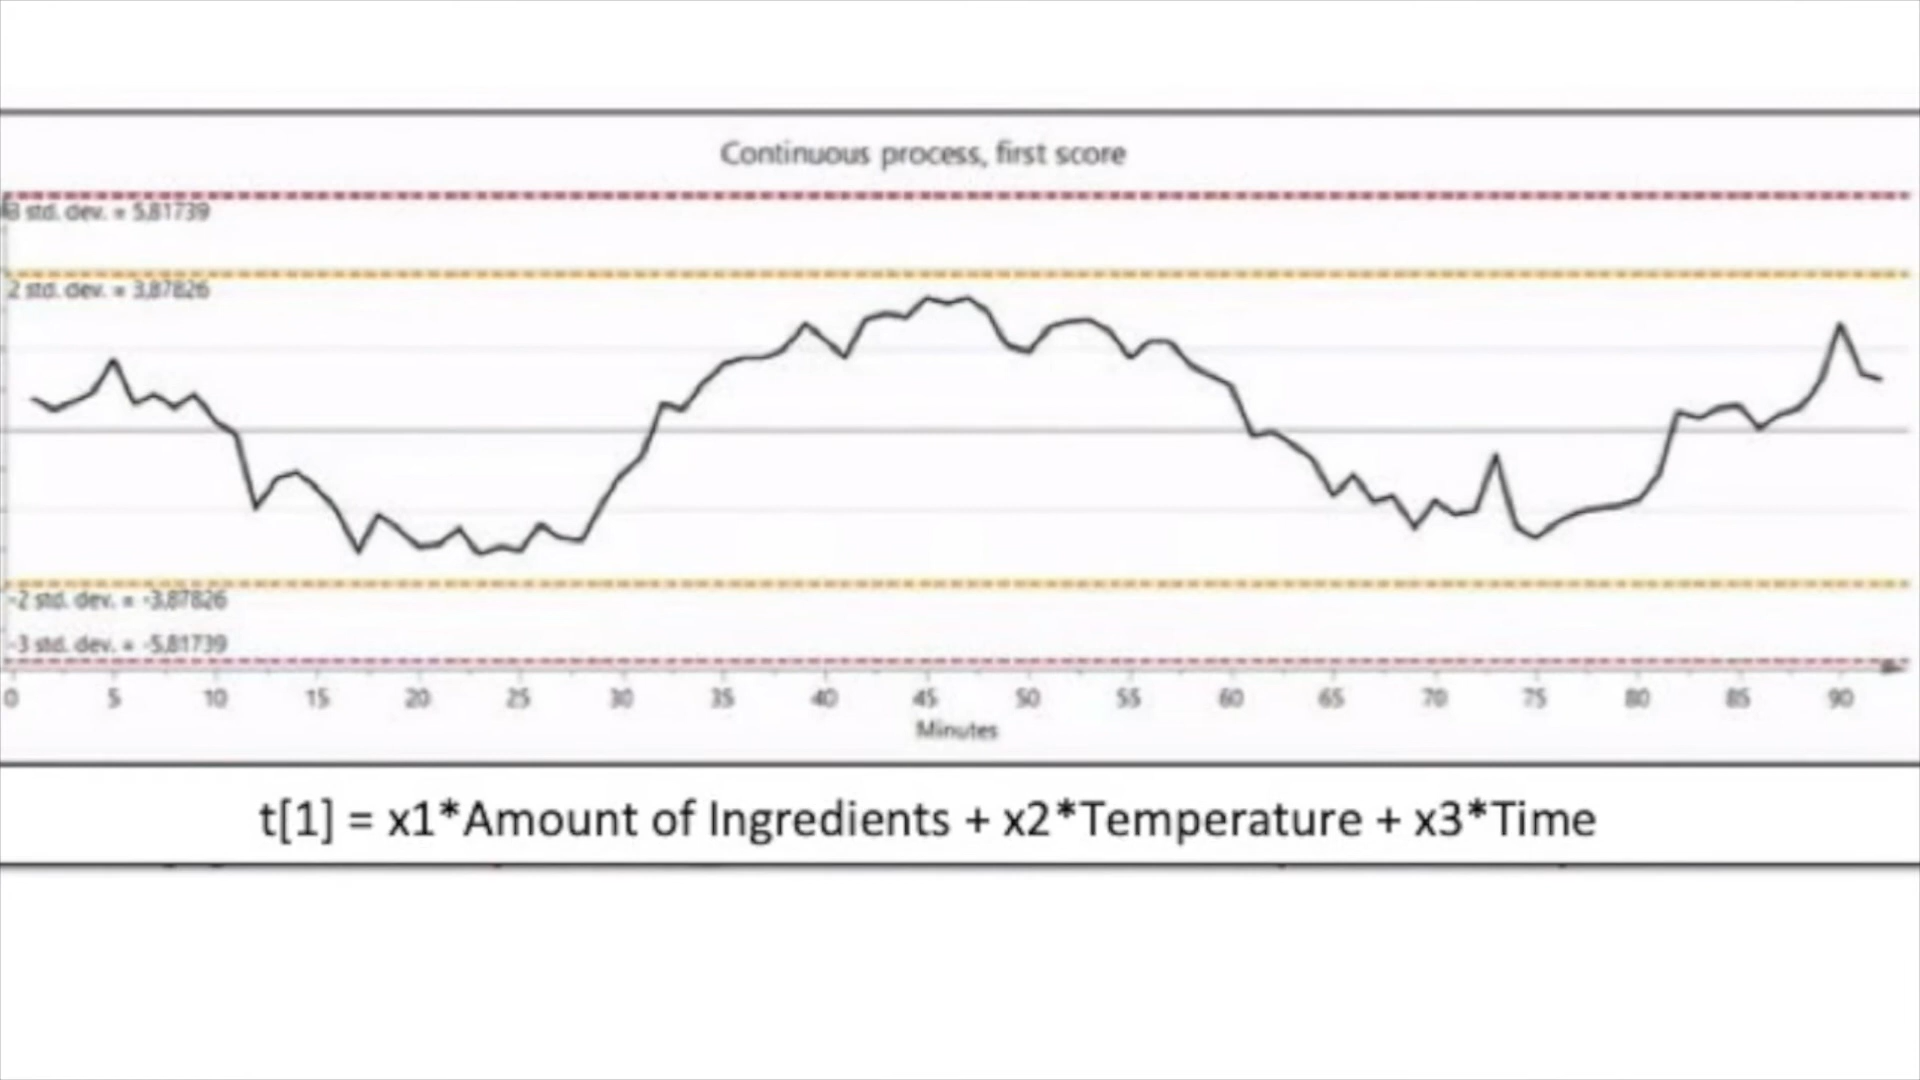 Continuous process, first score
3 std. dev. = 5,81739
2 std. dev. = 3,87826
-2 std. dev. = -3,87826
-3 std. dev. = -5,81739
0 5 10 15 20 25 30 35 40 45 50 55 60 65 70 75 80 85 90
Minutes
t[1] = x1*Amount of Ingredients + x2*Temperature + x3*Time